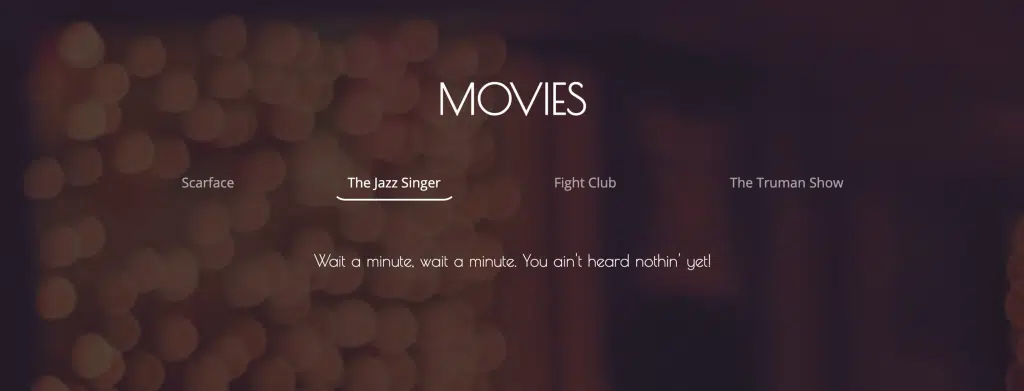 MOVIES
Scarface The Jazz Singer Fight Club The Truman Show
Wait a minute, wait a minute. You ain't heard nothin' yet!